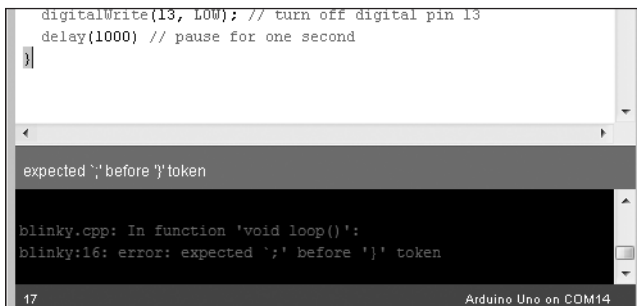 digitalWrite(13, LOW); // turn off digital pin 13
delay(1000) // pause for one second
}
expected `;' before '}' token
blinky.cpp: In function 'void loop()':
blinky:16: error: expected `;' before '}' token
17 Arduino Uno on COM14